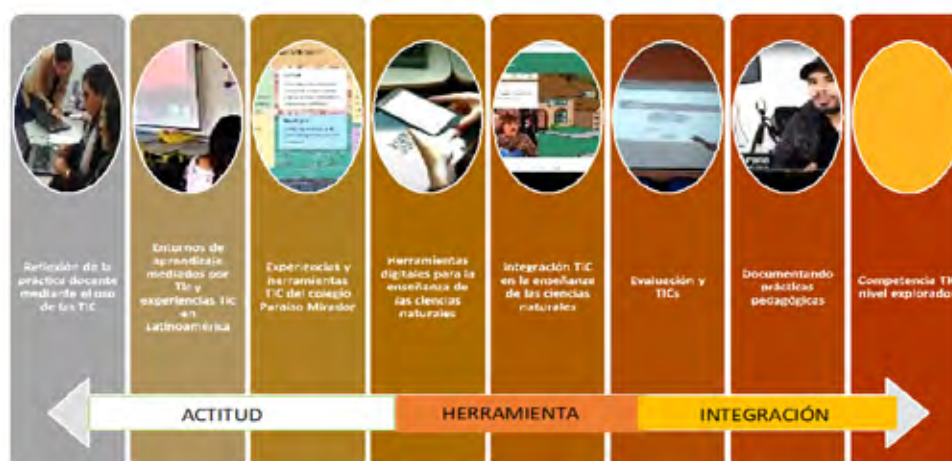 Reflexión de la
práctica docente
mediante el uso
de las TIC
Entornos de
aprendizaje
mediados por
Tic y
experiencias Tic
en
Latinoamérica
Experiencias y
herramientas
TIC del colegio
Paraíso Mirador
Herramientas
digitales para la
enseñanza de
las ciencias
naturales
Integración TIC
en la enseñanza
de las ciencias
naturales
Evaluación y
TICs
Documentando
prácticas
pedagógicas
Competencia TIC
nivel explorador
ACTITUD
HERRAMIENTA
INTEGRACIÓN